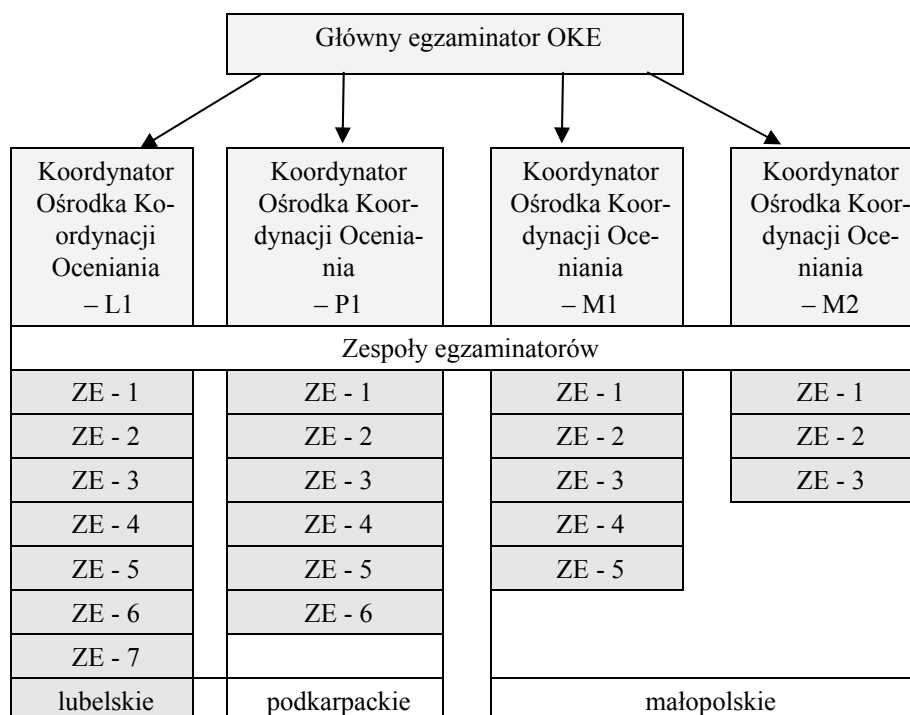 Główny egzaminator OKE
Koordynator
Ośrodka Ko-
ordynacji
Oceniania
– L1
Koordynator
Ośrodka Koor-
dynacji Ocenia-
nia
– P1
Koordynator
Ośrodka Koor-
dynacji Oce-
niania
– M1
Koordynator
Ośrodka Koor-
dynacji Oce-
niania
– M2
Zespoły egzaminatorów
ZE - 1 ZE - 1 ZE - 1 ZE - 1
ZE - 2 ZE - 2 ZE - 2 ZE - 2
ZE - 3 ZE - 3 ZE - 3 ZE - 3
ZE - 4 ZE - 4 ZE - 4
ZE - 5 ZE - 5 ZE - 5
ZE - 6 ZE - 6
ZE - 7
lubelskie podkarpackie małopolskie